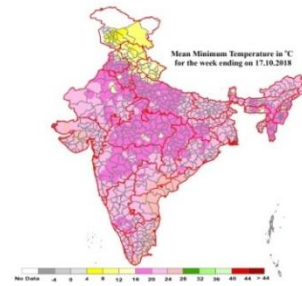 Mean Minimum Temperature in °C
for the week ending on 17.10.2018
No Data -4 0 4 8 12 16 20 24 28 32 36 40 44 > 44